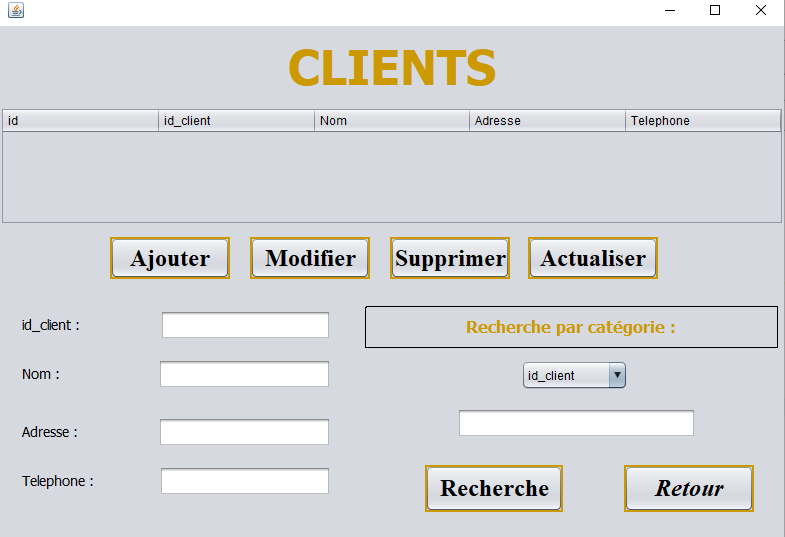 CLIENTS
id id_client Nom Adresse Telephone
Ajouter Modifier Supprimer Actualiser
id_client :
Recherche par catégorie :
Nom :
id_client
Adresse :
Telephone :
Recherche Retour